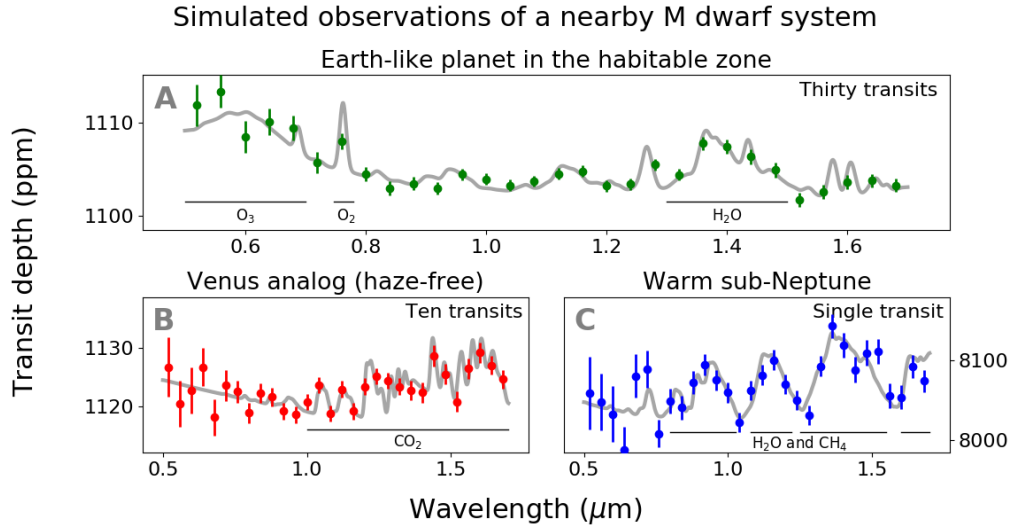 Simulated observations of a nearby M dwarf system
Earth-like planet in the habitable zone
A
Thirty transits
1110
1100
O₃
O₂
H₂O
0.6 0.8 1.0 1.2 1.4 1.6
Transit depth (ppm)
Venus analog (haze-free)
B
Ten transits
1130
1120
CO₂
0.5 1.0 1.5
Warm sub-Neptune
C
Single transit
8100
8000
H₂O and CH₄
0.5 1.0 1.5
Wavelength (μm)